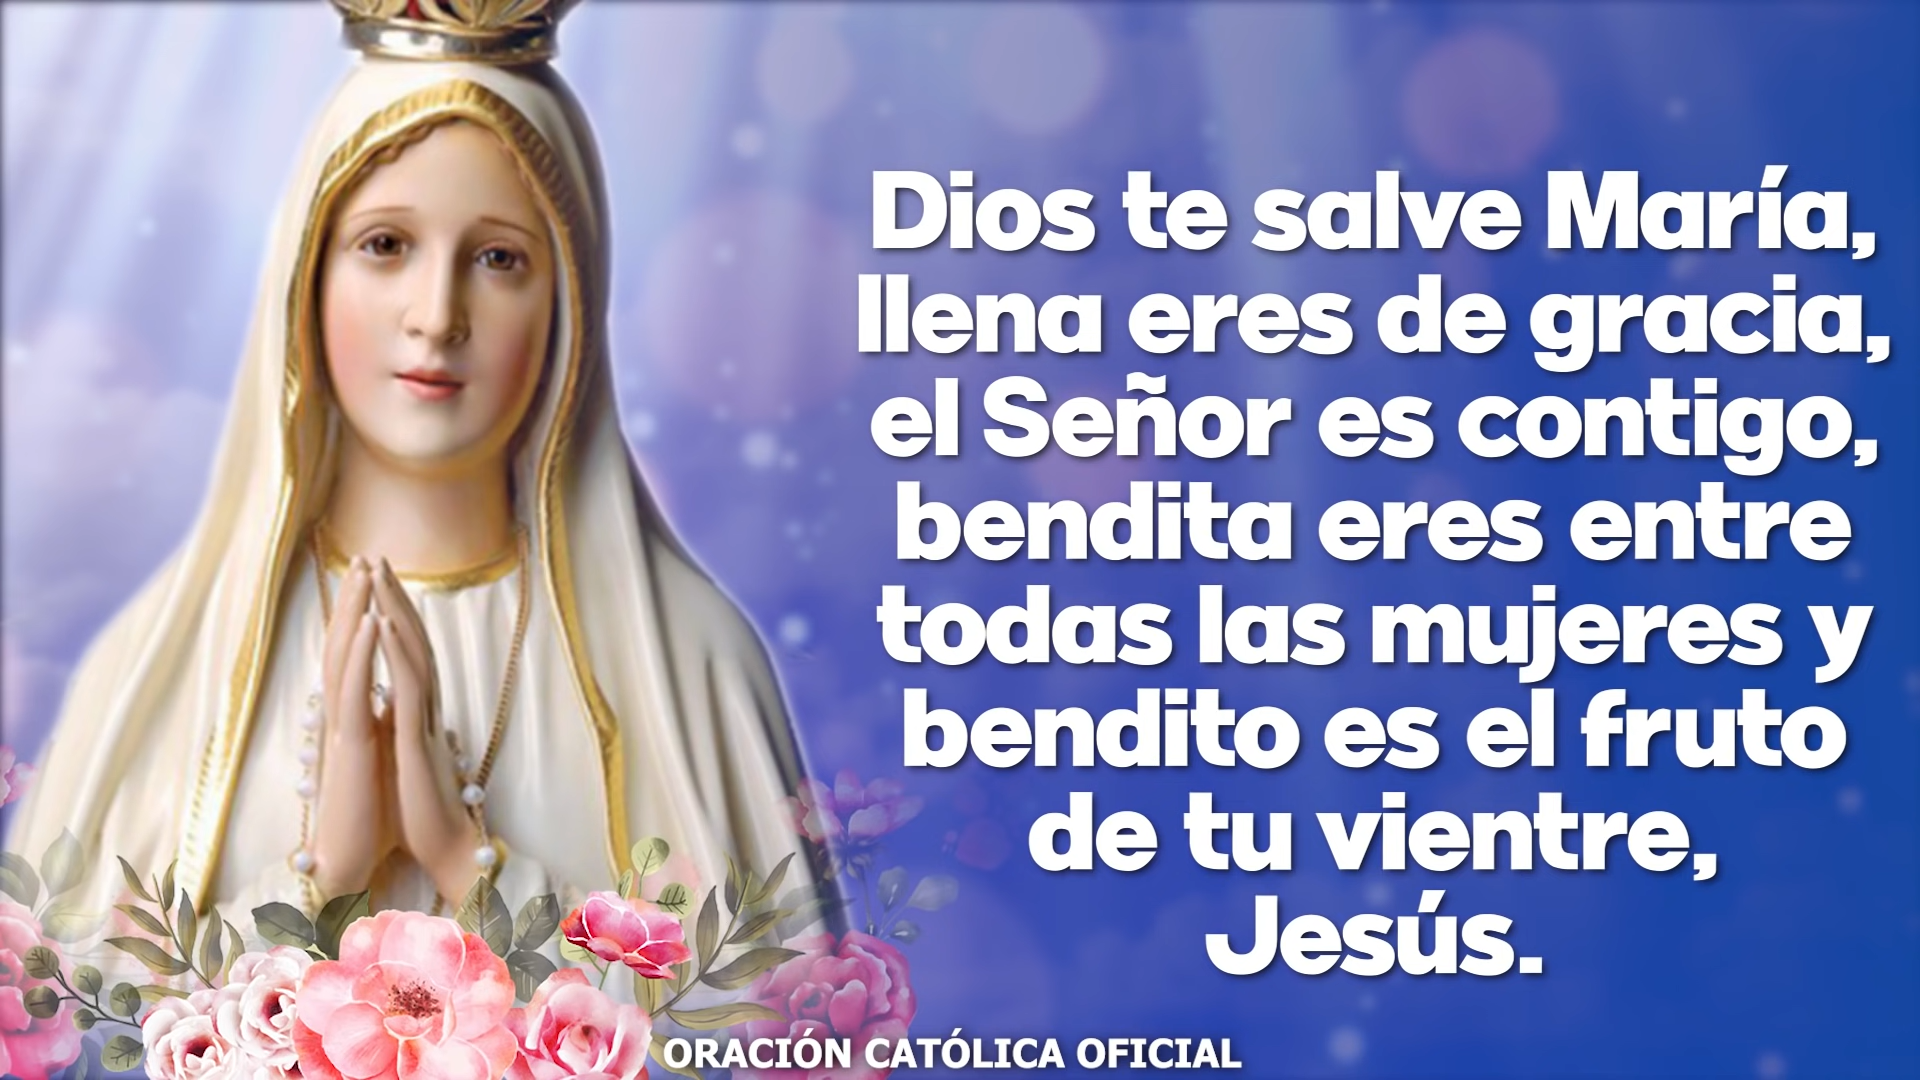 Dios te salve María,
llena eres de gracia,
el Señor es contigo,
bendita eres entre
todas las mujeres y
bendito es el fruto
de tu vientre,
Jesús.
ORACIÓN CATÓLICA OFICIAL